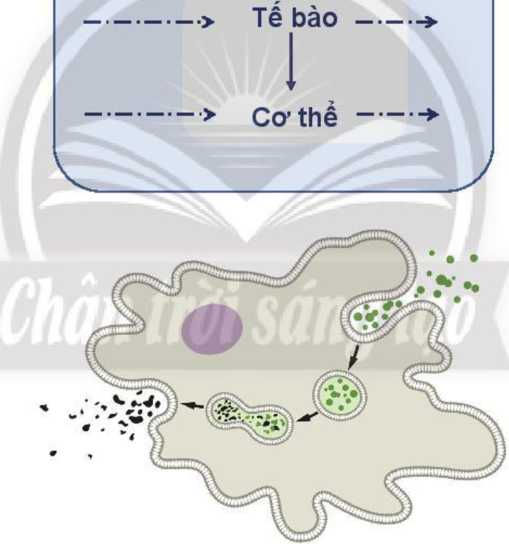 Tế bào
Cơ thể
Chân trời sáng tạo